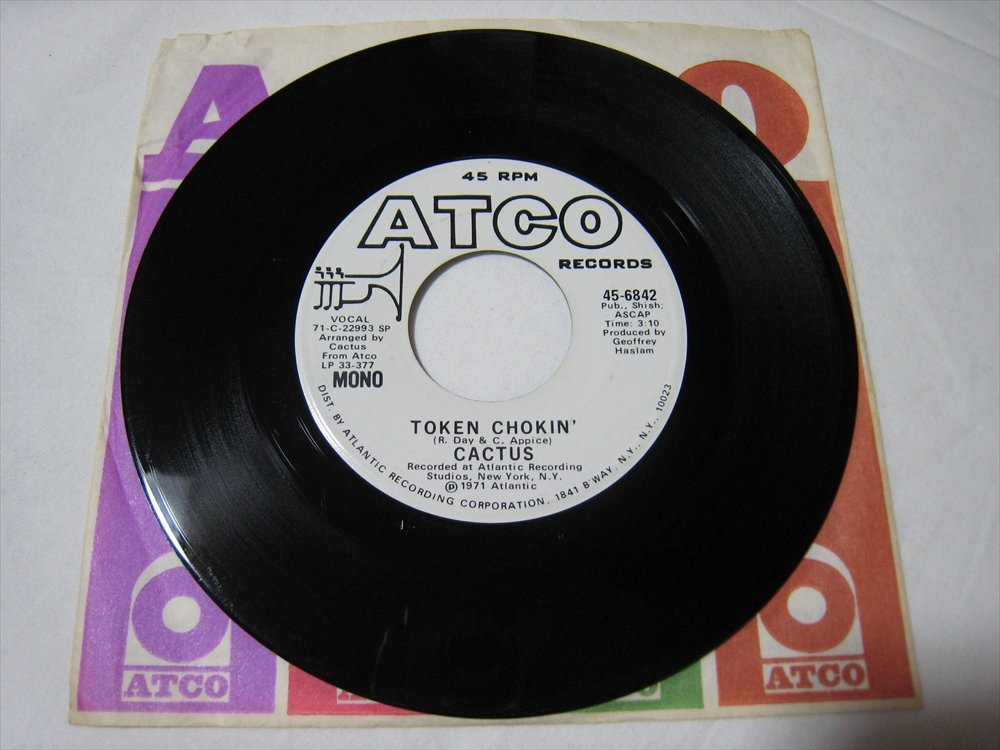 45 RPM
ATCO
RECORDS
VOCAL
71-C-22993 SP
Arranged by
Cactus
From Atco
LP 33-377
MONO
45-6842
Pub., Shish;
ASCAP
Time: 3:10
Produced by
Geoffrey
Haslam
TOKEN CHOKIN'
(R. Day & C. Appice)
CACTUS
Recorded at Atlantic Recording
Studios, New York, N.Y.
Ⓟ 1971 Atlantic
DIST. BY ATLANTIC RECORDING CORPORATION, 1841 B'WAY, N.Y., N.Y. 10023
A
O
ATCO
ATCO